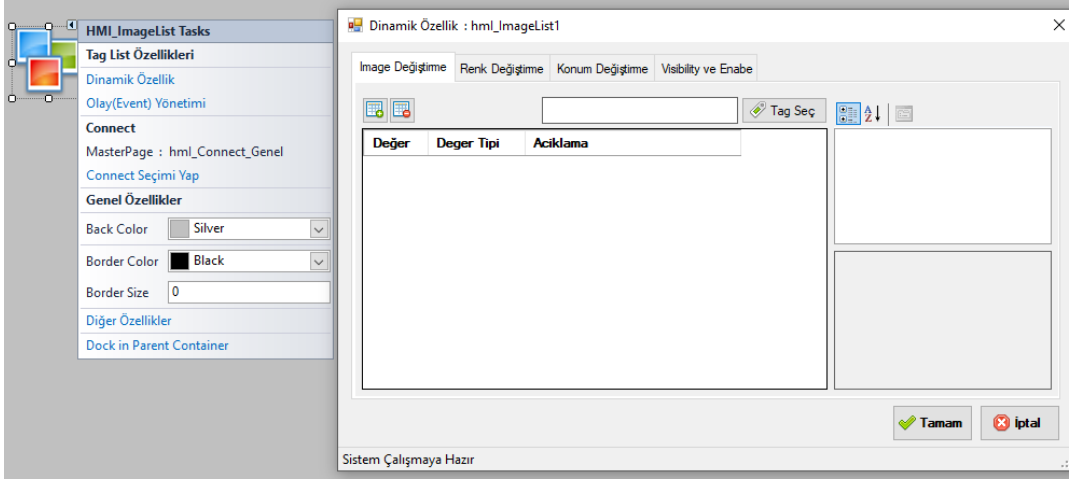 HMI_ImageList Tasks
Tag List Özellikleri
Dinamik Özellik
Olay(Event) Yönetimi
Connect
MasterPage : hml_Connect_Genel
Connect Seçimi Yap
Genel Özellikler
Back Color Silver
Border Color Black
Border Size 0
Diğer Özellikler
Dock in Parent Container
Dinamik Özellik : hml_ImageList1
Image Değiştime Renk Değiştime Konum Değiştime Visibility ve Enabe
Tag Seç
Değer Deger Tipi Aciklama
Tamam İptal
Sistem Çalışmaya Hazır